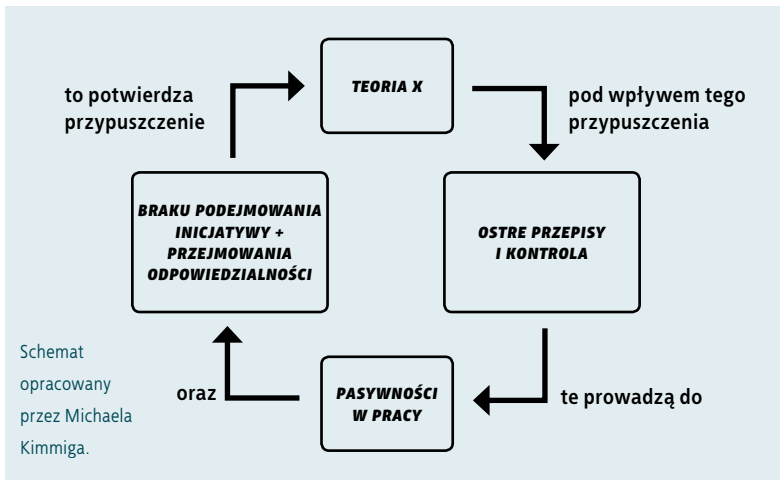 TEORIA X
to potwierdza
przypuszczenie
pod wpływem tego
przypuszczenia
BRAKU PODEJMOWANIA
INICJATYWY +
PRZEJMOWANIA
ODPOWIEDZIALNOŚCI
OSTRE PRZEPISY
I KONTROLA
Schemat
opracowany
przez Michaela
Kimmiga.
oraz
PASYWNOŚCI
W PRACY
te prowadzą do